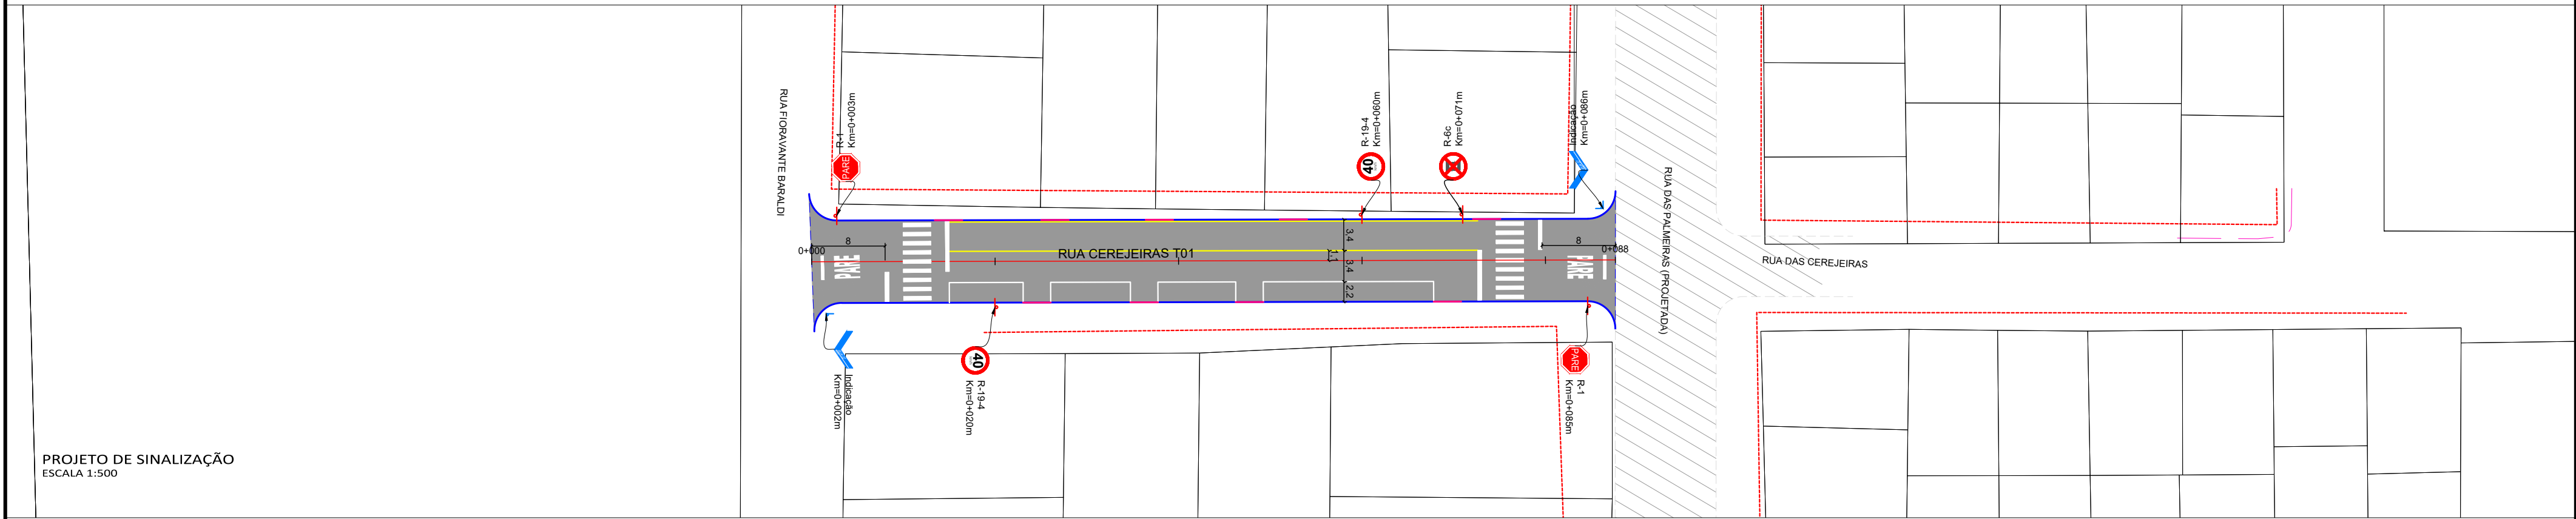 RUA FIORAVANTE BARALDI
R-1
Km=0+003m
PARE
R-19-4
Km=0+0060m
40
R-6c
Km=0+071m
Indicação
Km=0+086m
RUA DAS PALMEIRAS (PROJETADA)
RUA DAS CEREJEIRAS
0+000
8
PARE
RUA CEREJEIRAS T01
3,4
1,1
3,4
2,2
8
0+088
PARE
Indicação
Km=0+002m
40
R-19-4
Km=0+020m
PARE
R-1
Km=0+085m
PROJETO DE SINALIZAÇÃO
ESCALA 1:500